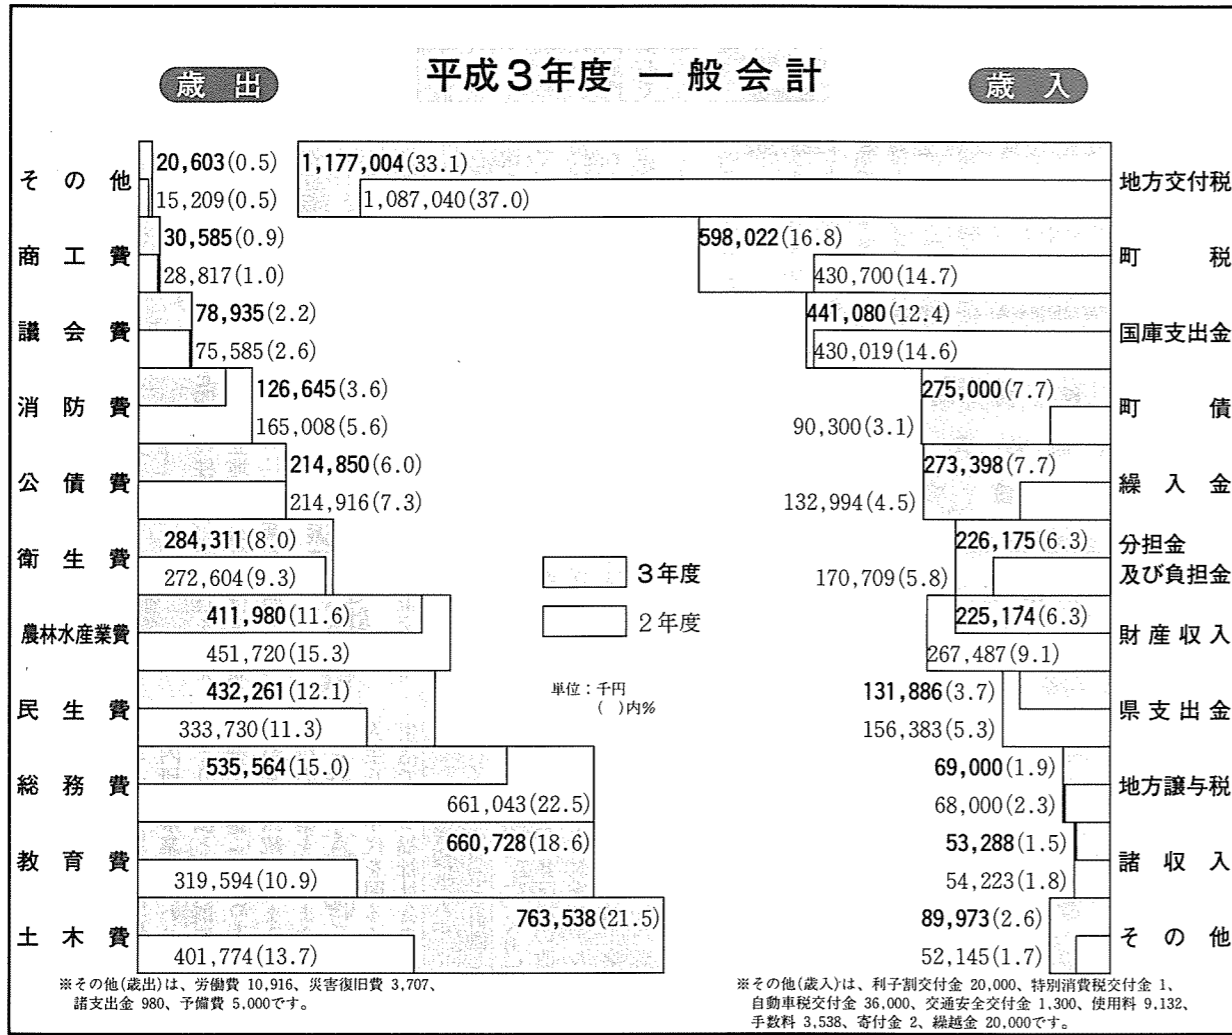 平成3年度 一般会計
歳出
その他 20,603(0.5)
15,209(0.5)
商工費 30,585(0.9)
28,817(1.0)
議会費 78,935(2.2)
75,585(2.6)
消防費 126,645(3.6)
165,008(5.6)
公債費 214,850(6.0)
214,916(7.3)
衛生費 284,311(8.0)
272,604(9.3)
農林水産業費 411,980(11.6)
451,720(15.3)
民生費 432,261(12.1)
333,730(11.3)
総務費 535,564(15.0)
661,043(22.5)
教育費 660,728(18.6)
319,594(10.9)
土木費 763,538(21.5)
401,774(13.7)
※その他(歳出)は、労働費 10,916、災害復旧費 3,707、
諸支出金 980、予備費 5,000です。
3年度
2年度
単位:千円
( )内%
歳入
1,177,004(33.1) 地方交付税
1,087,040(37.0)
598,022(16.8) 町税
430,700(14.7)
441,080(12.4) 国庫支出金
430,019(14.6)
275,000(7.7) 町債
90,300(3.1)
273,398(7.7) 繰入金
132,994(4.5)
226,175(6.3) 分担金
170,709(5.8) 及び負担金
225,174(6.3) 財産収入
267,487(9.1)
131,886(3.7) 県支出金
156,383(5.3)
69,000(1.9) 地方譲与税
68,000(2.3)
53,288(1.5) 諸収入
54,223(1.8)
89,973(2.6) その他
52,145(1.7)
※その他(歳入)は、利子割交付金 20,000、特別消費税交付金 1、
自動車税交付金 36,000、交通安全交付金 1,300、使用料 9,132、
手数料 3,538、寄付金 2、繰越金 20,000です。